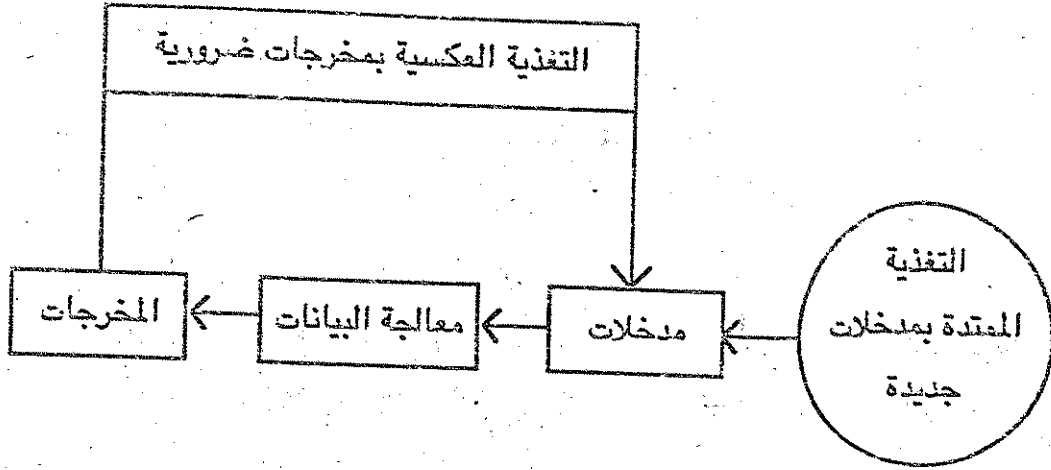 التغذية العكسية بمخرجات ضرورية
التغذية
الممتدة بمدخلات
جديدة
مدخلات
معالجة البيانات
المخرجات